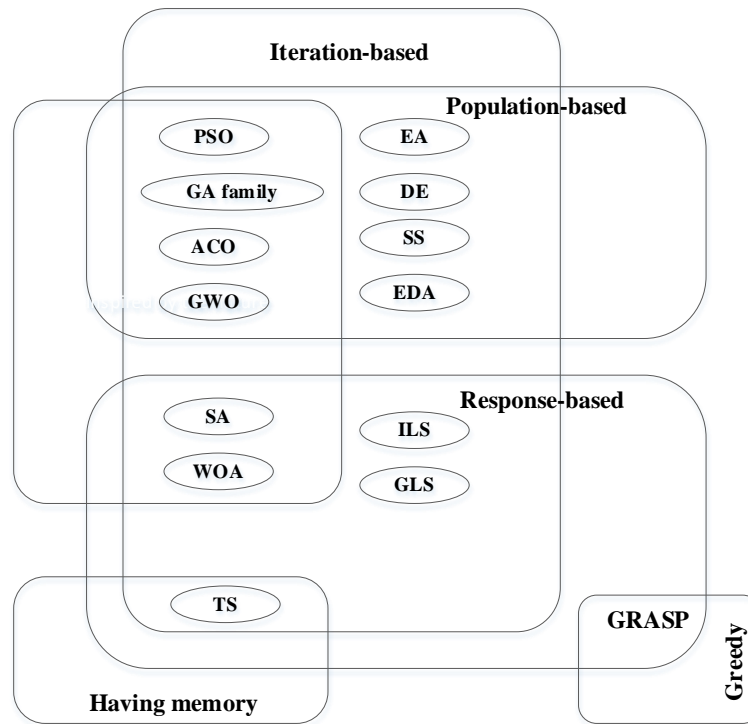 Iteration-based
Population-based
PSO
EA
GA family
DE
SS
ACO
EDA
GWO
Response-based
SA
ILS
WOA
GLS
TS
GRASP
Greedy
Having memory